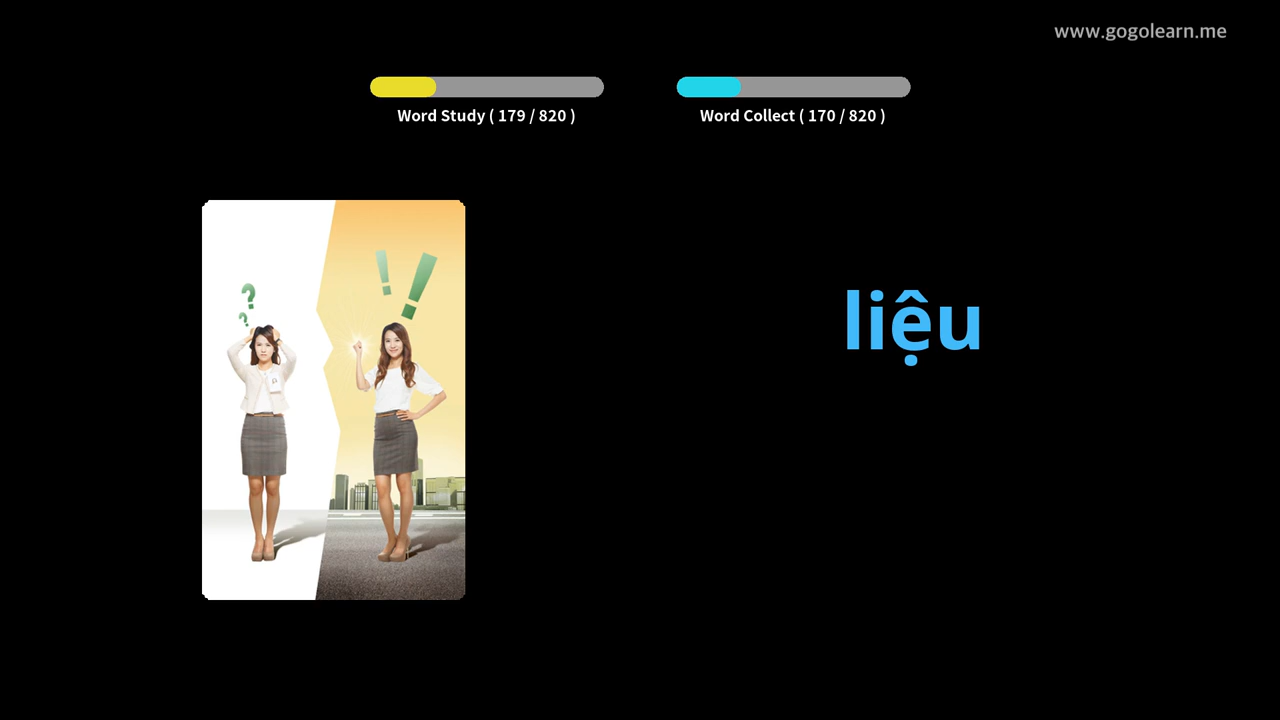 www.gogolearn.me
Word Study ( 179 / 820 )
Word Collect ( 170 / 820 )
? ?
! !
liệu